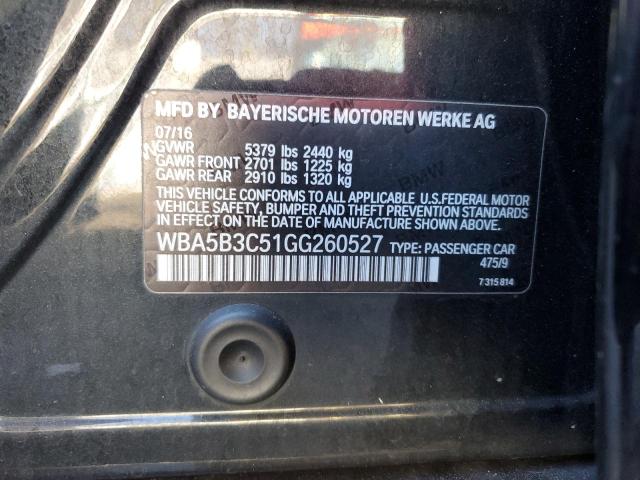 MFD BY BAYERISCHE MOTOREN WERKE AG
07/16
GVWR 5379 lbs 2440 kg
GAWR FRONT 2701 lbs 1225 kg
GAWR REAR 2910 lbs 1320 kg
THIS VEHICLE CONFORMS TO ALL APPLICABLE U.S.FEDERAL MOTOR
VEHICLE SAFETY, BUMPER AND THEFT PREVENTION STANDARDS
IN EFFECT ON THE DATE OF MANUFACTURE SHOWN ABOVE.
WBA5B3C51GG260527 TYPE: PASSENGER CAR
475/9
7 315 814